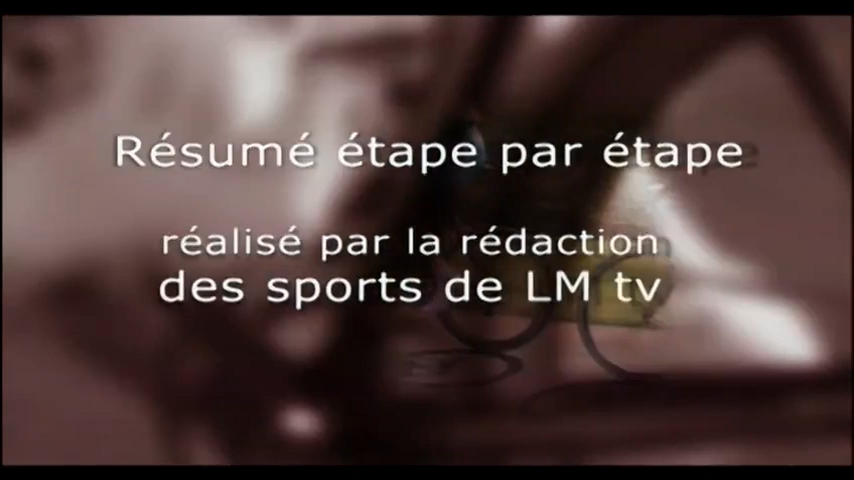 Résumé étape par étape
réalisé par la rédaction
des sports de LM tv